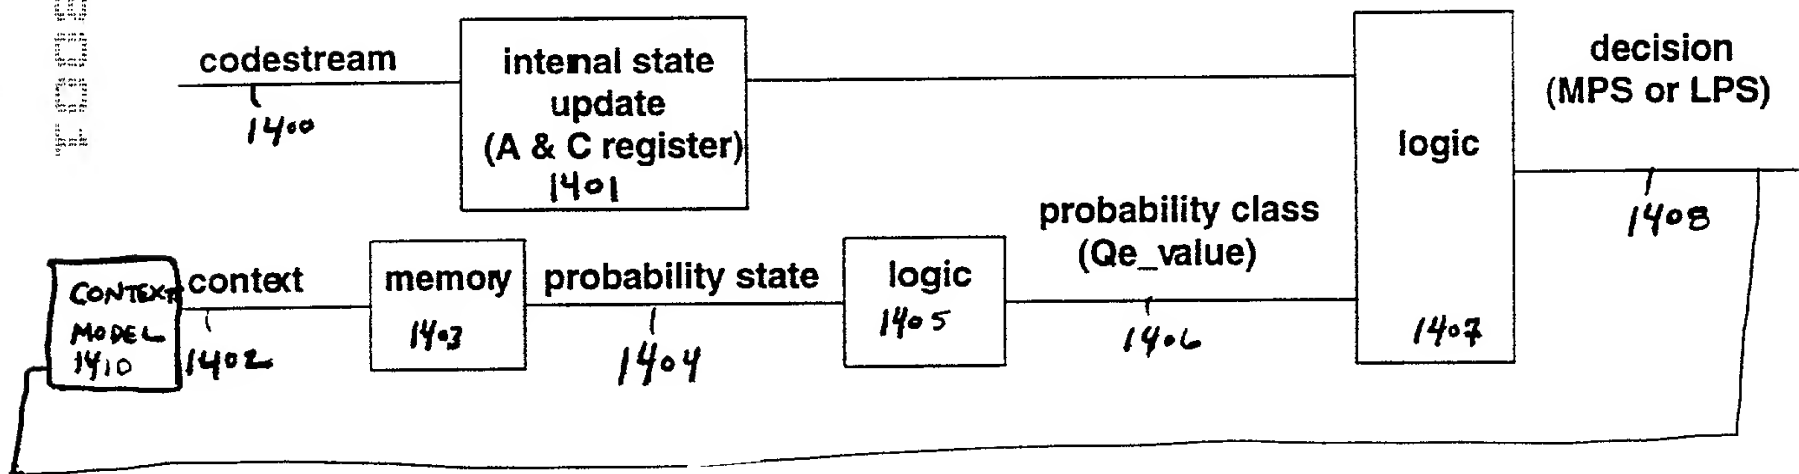 codestream
1400
internal state
update
(A & C register)
1401
logic
1407
decision
(MPS or LPS)
1408
CONTEXT
MODEL
1410
context
1402
memory
1403
probability state
1404
logic
1405
probability class
(Qe_value)
1406